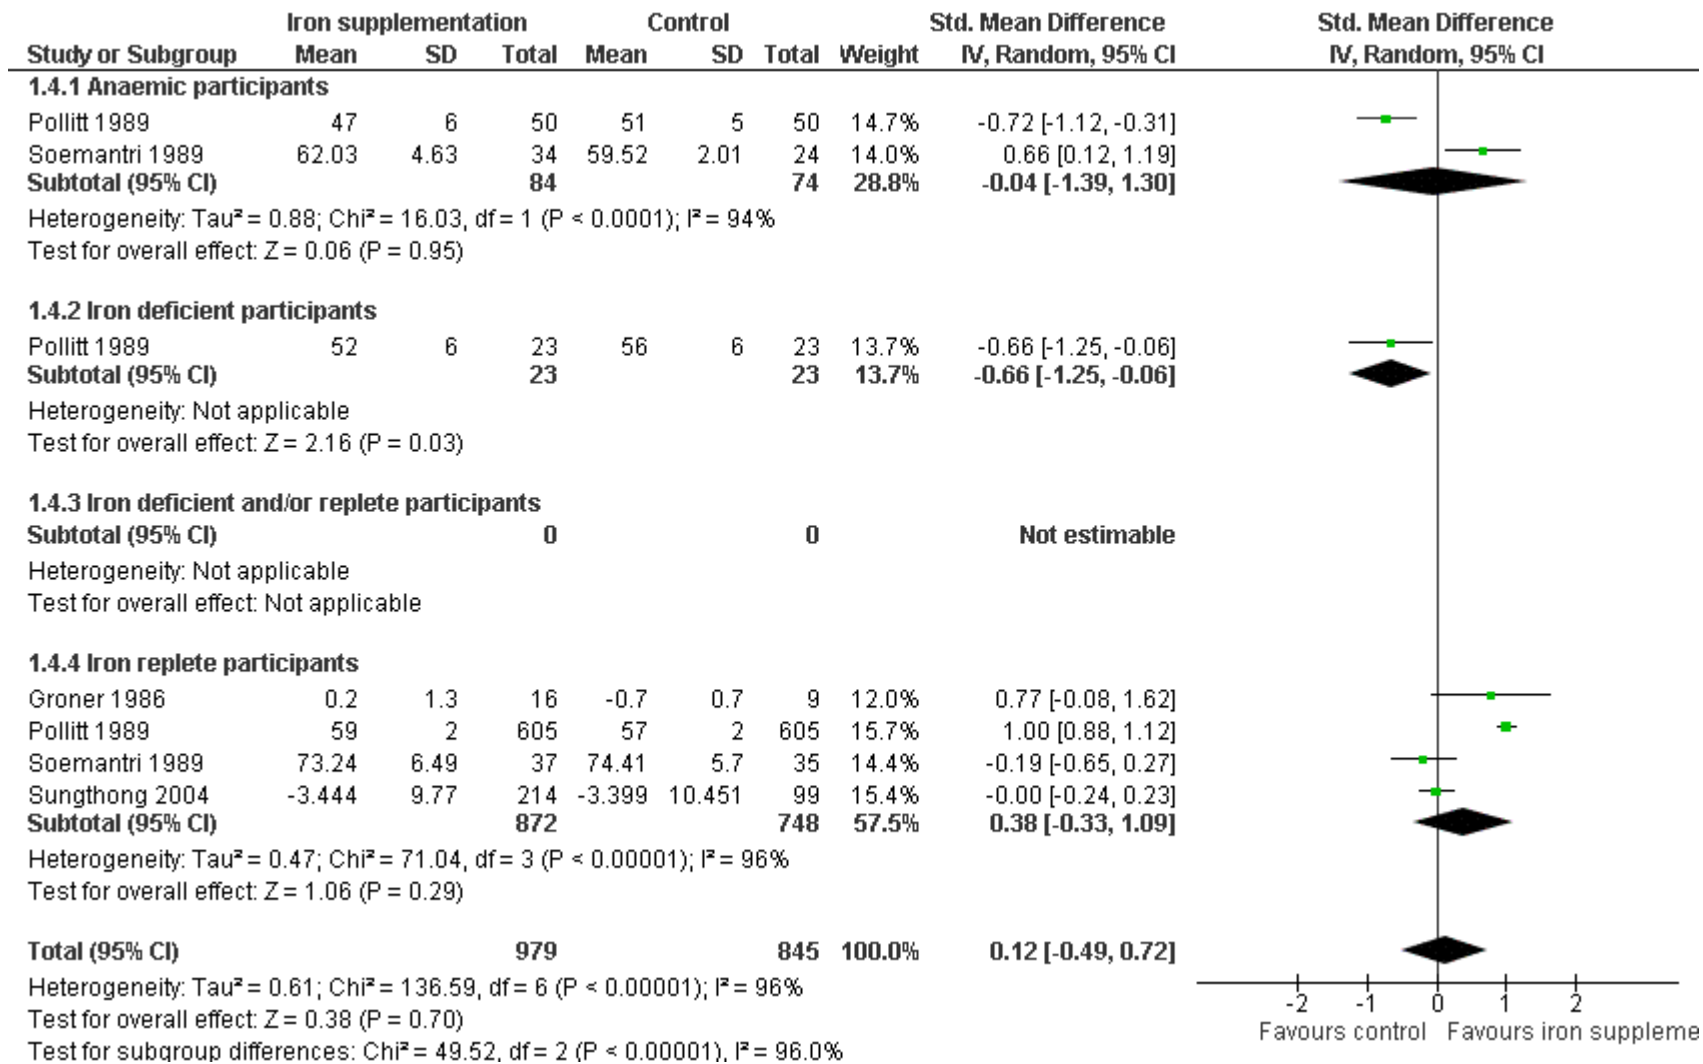 Iron supplementation Control Std. Mean Difference Std. Mean Difference
Study or Subgroup Mean SD Total Mean SD Total Weight IV, Random, 95% CI IV, Random, 95% CI
1.4.1 Anaemic participants
Pollitt 1989 47 6 50 51 5 50 14.7% -0.72 [-1.12, -0.31]
Soemantri 1989 62.03 4.63 34 59.52 2.01 24 14.0% 0.66 [0.12, 1.19]
Subtotal (95% CI) 84 74 28.8% -0.04 [-1.39, 1.30]
Heterogeneity: Tau² = 0.88; Chi² = 16.03, df = 1 (P < 0.0001); I² = 94%
Test for overall effect: Z = 0.06 (P = 0.95)
1.4.2 Iron deficient participants
Pollitt 1989 52 6 23 56 6 23 13.7% -0.66 [-1.25, -0.06]
Subtotal (95% CI) 23 23 13.7% -0.66 [-1.25, -0.06]
Heterogeneity: Not applicable
Test for overall effect: Z = 2.16 (P = 0.03)
1.4.3 Iron deficient and/or replete participants
Subtotal (95% CI) 0 0 Not estimable
Heterogeneity: Not applicable
Test for overall effect: Not applicable
1.4.4 Iron replete participants
Groner 1986 0.2 1.3 16 -0.7 0.7 9 12.0% 0.77 [-0.08, 1.62]
Pollitt 1989 59 2 605 57 2 605 15.7% 1.00 [0.88, 1.12]
Soemantri 1989 73.24 6.49 37 74.41 5.7 35 14.4% -0.19 [-0.65, 0.27]
Sungthong 2004 -3.444 9.77 214 -3.399 10.451 99 15.4% -0.00 [-0.24, 0.23]
Subtotal (95% CI) 872 748 57.5% 0.38 [-0.33, 1.09]
Heterogeneity: Tau² = 0.47; Chi² = 71.04, df = 3 (P < 0.00001); I² = 96%
Test for overall effect: Z = 1.06 (P = 0.29)
Total (95% CI) 979 845 100.0% 0.12 [-0.49, 0.72]
Heterogeneity: Tau² = 0.61; Chi² = 136.59, df = 6 (P < 0.00001); I² = 96%
Test for overall effect: Z = 0.38 (P = 0.70)
Test for subgroup differences: Chi² = 49.52, df = 2 (P < 0.00001), I² = 96.0%
-2 -1 0 1 2
Favours control Favours iron suppleme